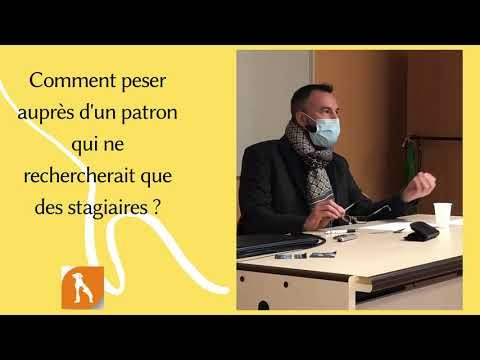 Comment peser
auprès d'un patron
qui ne
rechercherait que
des stagiaires ?